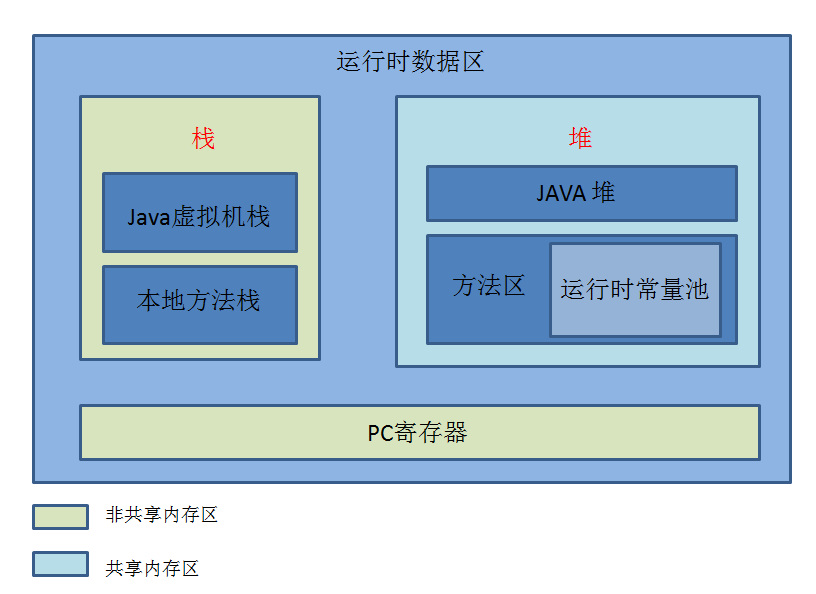 运行时数据区
栈
堆
Java虚拟机栈
JAVA 堆
本地方法栈
方法区
运行时常量池
PC寄存器
非共享内存区
共享内存区